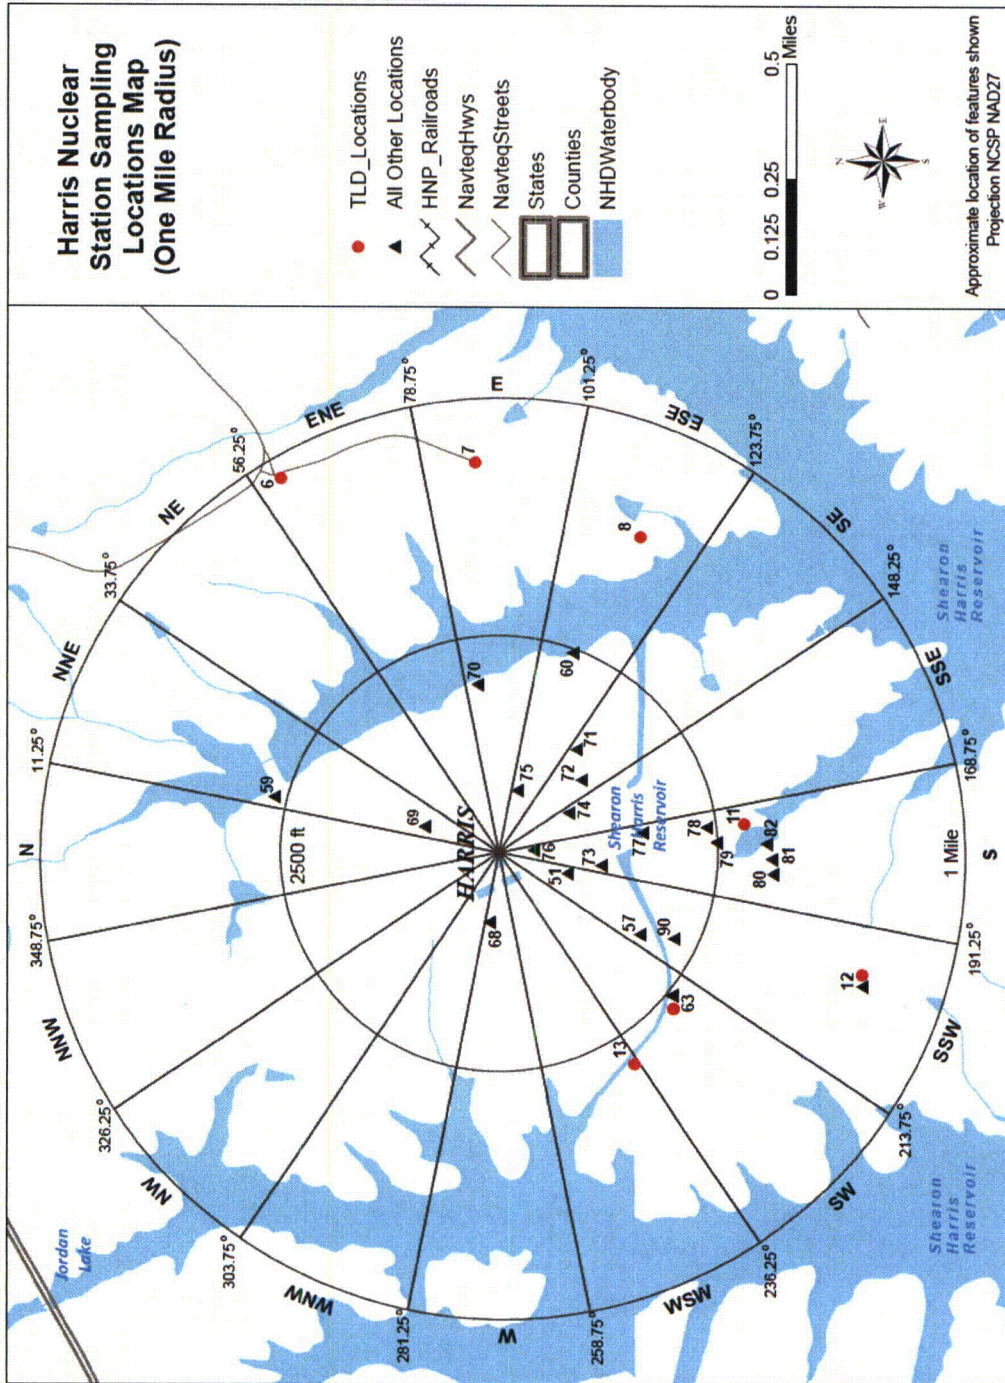 Harris Nuclear
Station Sampling
Locations Map
(One Mile Radius)
TLD_Locations
All Other Locations
HNP_Railroads
NavteqHwys
NavteqStreets
States
Counties
NHDWaterbody
0 0.125 0.25 0.5
Miles
N
W
E
S
Approximate location of features shown
Projection NCSP NAD27
N
11.25°
NNE
33.75°
NE
56.25°
ENE
78.75°
E
101.25°
ESE
123.75°
SE
148.25°
SSE
168.75°
S
1 Mile
191.25°
SSW
213.75°
SW
236.25°
WSW
258.75°
W
281.25°
WNW
303.75°
NW
326.25°
NNW
348.75°
2500 ft
HARRIS
Jordan
Lake
Shearon
Harris
Reservoir
Shearon
Harris
Reservoir
Shearon
Harris
Reservoir
6
7
8
11
12
13
51
57
59
60
63
68
69
70
71
72
73
74
75
76
77
78
79
80
81
82
90